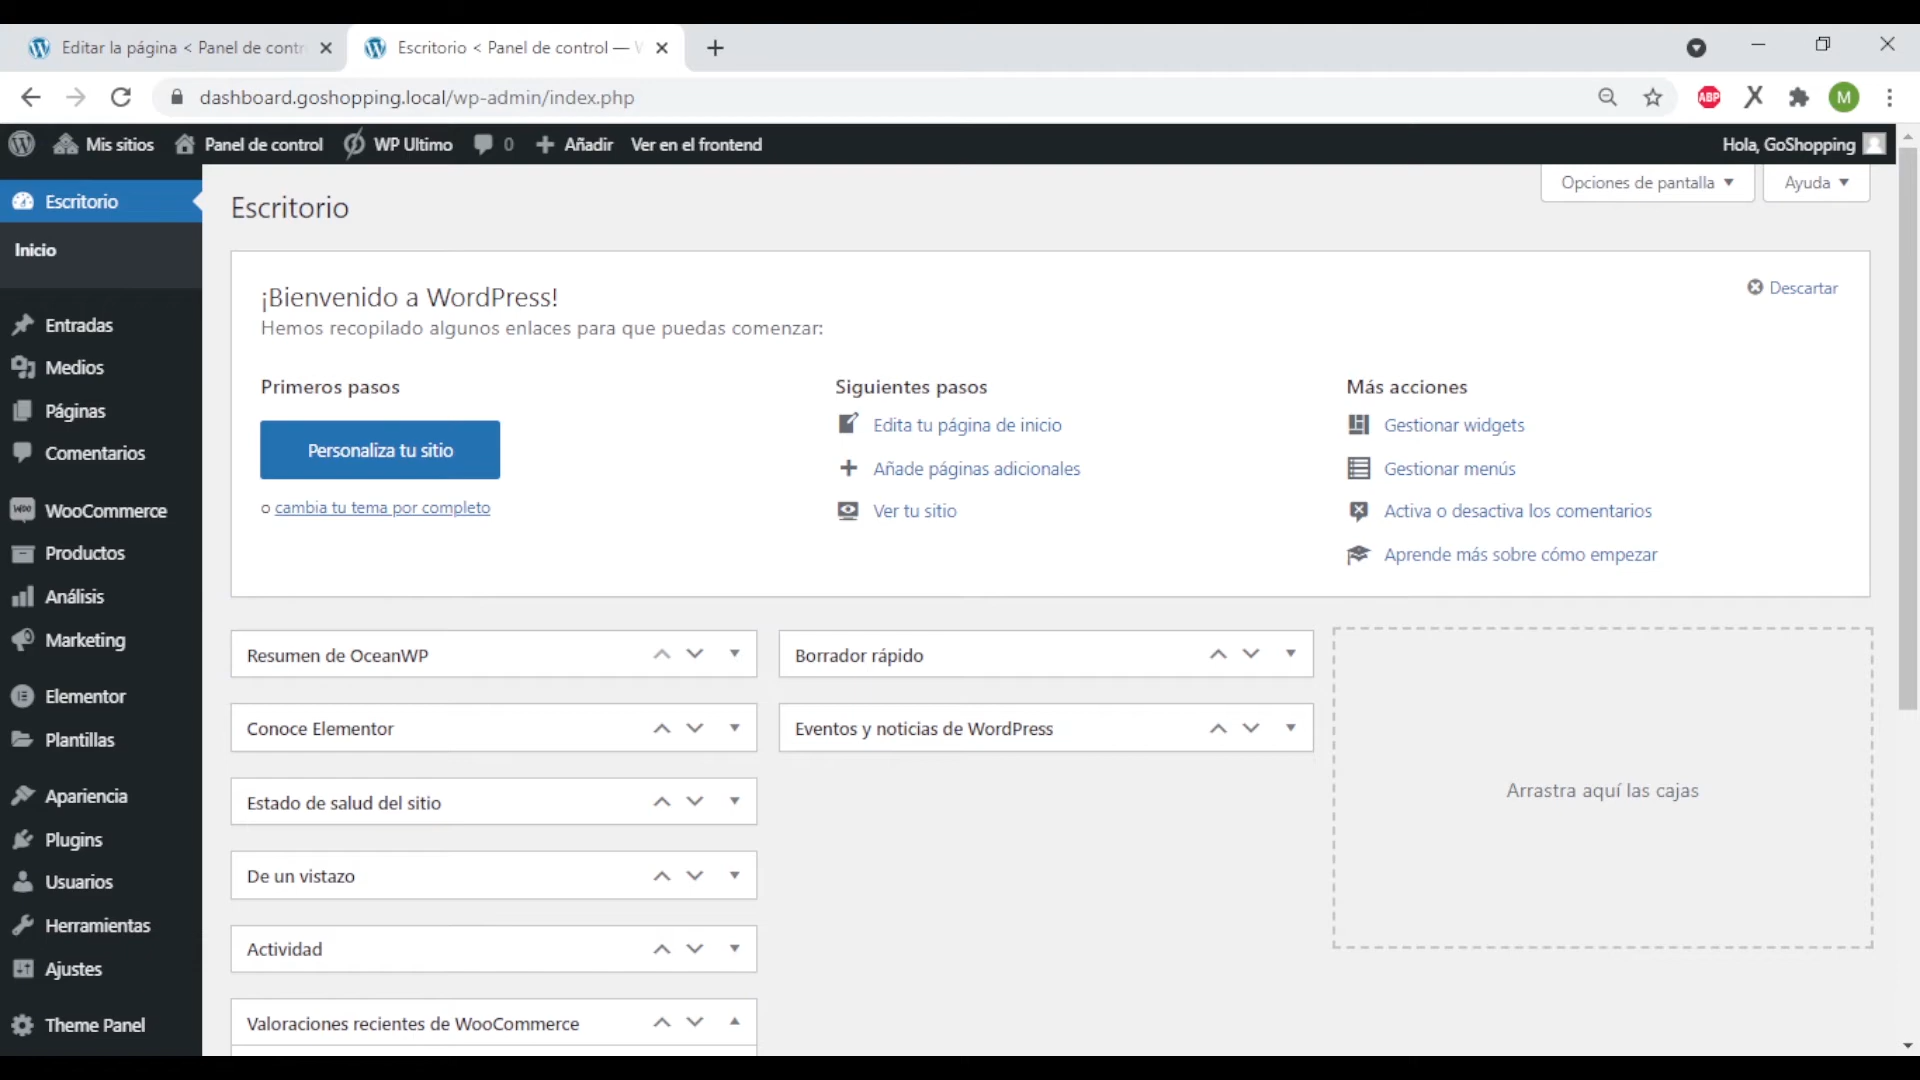 Editar la página < Panel de contr
Escritorio < Panel de control —
dashboard.goshopping.local/wp-admin/index.php
ABP
M
Mis sitios
Panel de control
WP Ultimo
0
Añadir
Ver en el frontend
Hola, GoShopping
Escritorio
Inicio
Entradas
Medios
Páginas
Comentarios
WooCommerce
Productos
Análisis
Marketing
Elementor
Plantillas
Apariencia
Plugins
Usuarios
Herramientas
Ajustes
Theme Panel
Opciones de pantalla
Ayuda
Escritorio
¡Bienvenido a WordPress!
Hemos recopilado algunos enlaces para que puedas comenzar:
Descartar
Primeros pasos
Personaliza tu sitio
o cambia tu tema por completo
Siguientes pasos
Edita tu página de inicio
Añade páginas adicionales
Ver tu sitio
Más acciones
Gestionar widgets
Gestionar menús
Activa o desactiva los comentarios
Aprende más sobre cómo empezar
Resumen de OceanWP
Conoce Elementor
Estado de salud del sitio
De un vistazo
Actividad
Valoraciones recientes de WooCommerce
Borrador rápido
Eventos y noticias de WordPress
Arrastra aquí las cajas